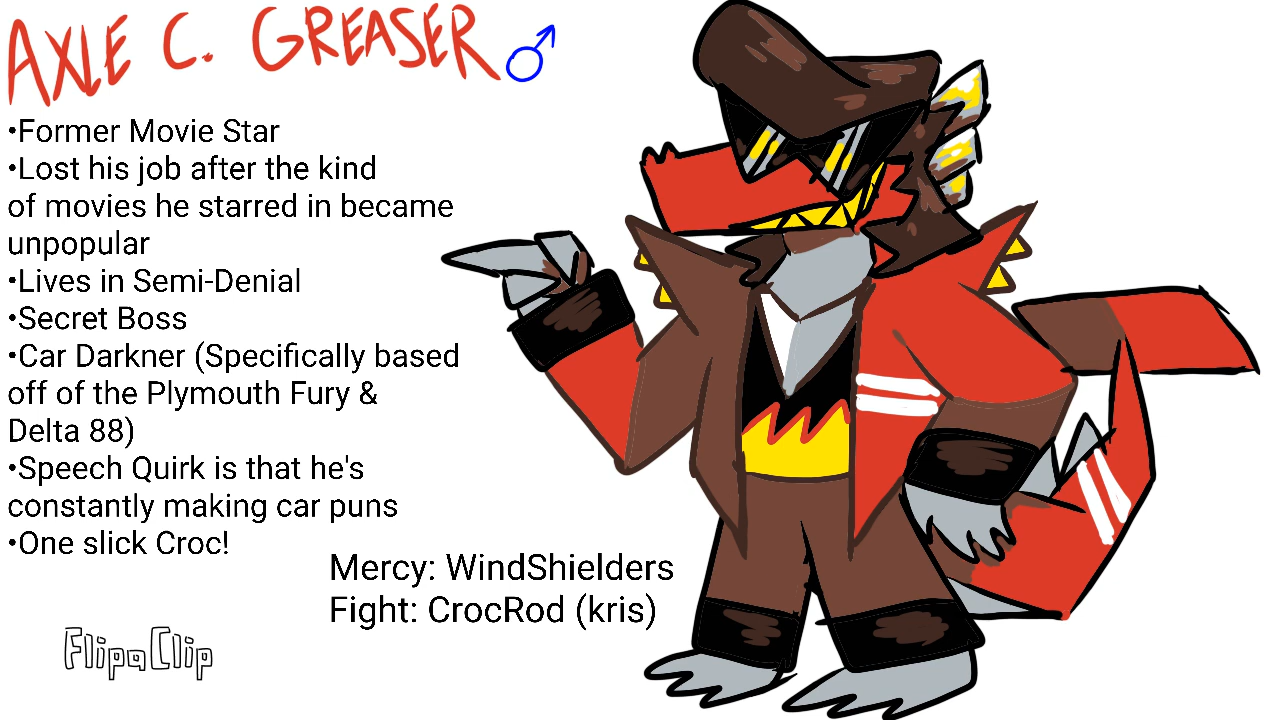 AXLE C. GREASER ♂
•Former Movie Star
•Lost his job after the kind
of movies he starred in became
unpopular
•Lives in Semi-Denial
•Secret Boss
•Car Darkner (Specifically based
off of the Plymouth Fury &
Delta 88)
•Speech Quirk is that he's
constantly making car puns
•One slick Croc!
Mercy: WindShielders
Fight: CrocRod (kris)
FlipaClip